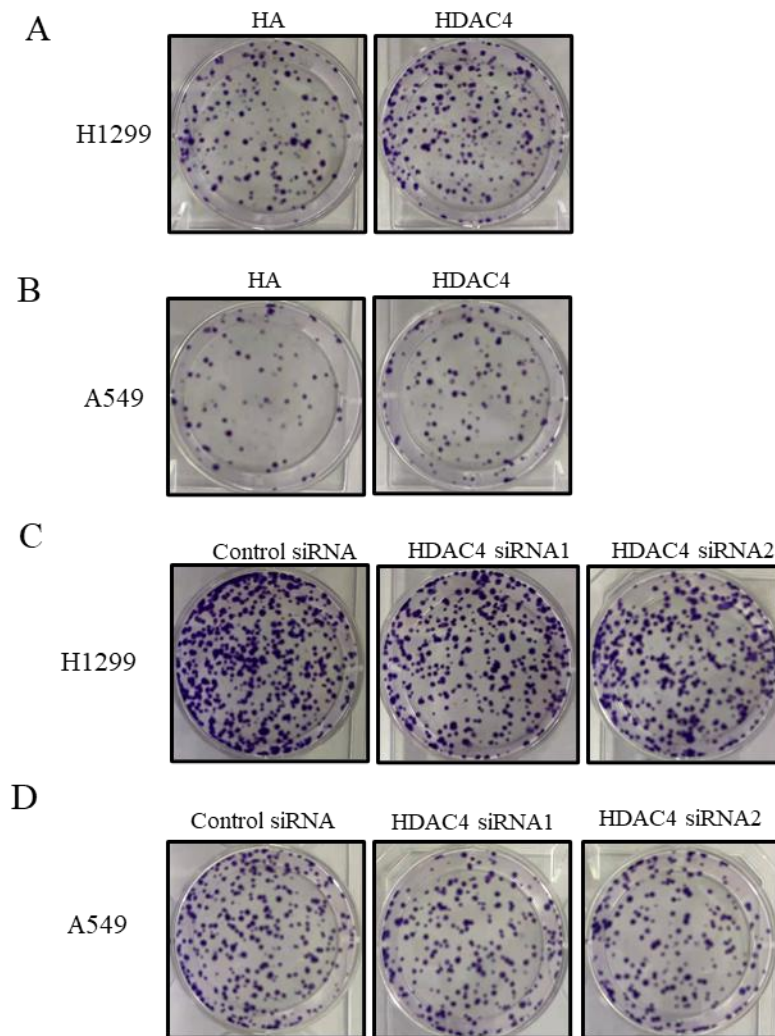 A
HA HDAC4
H1299
B
HA HDAC4
A549
C
Control siRNA HDAC4 siRNA1 HDAC4 siRNA2
H1299
D
Control siRNA HDAC4 siRNA1 HDAC4 siRNA2
A549